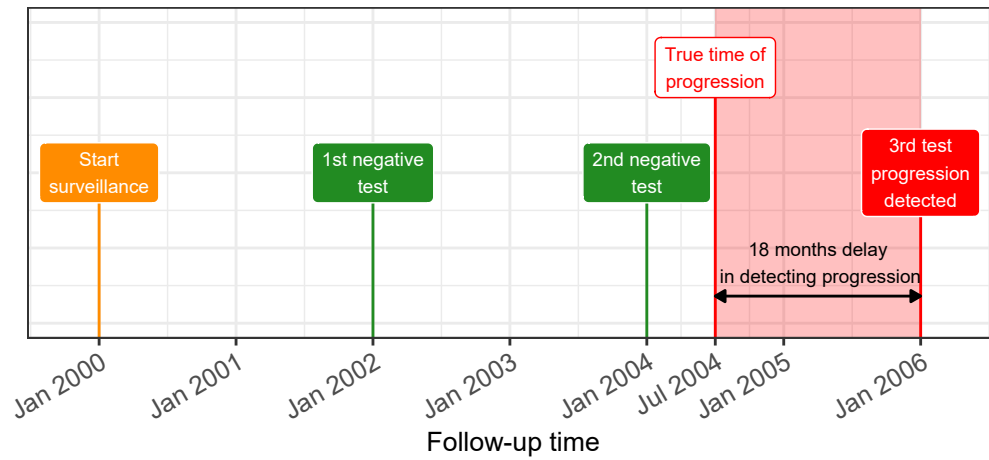 True time of
progression
Start
surveillance
1st negative
test
2nd negative
test
3rd test
progression
detected
18 months delay
in detecting progression
Jan 2000
Jan 2001
Jan 2002
Jan 2003
Jan 2004
Jul 2004
Jan 2005
Jan 2006
Follow-up time